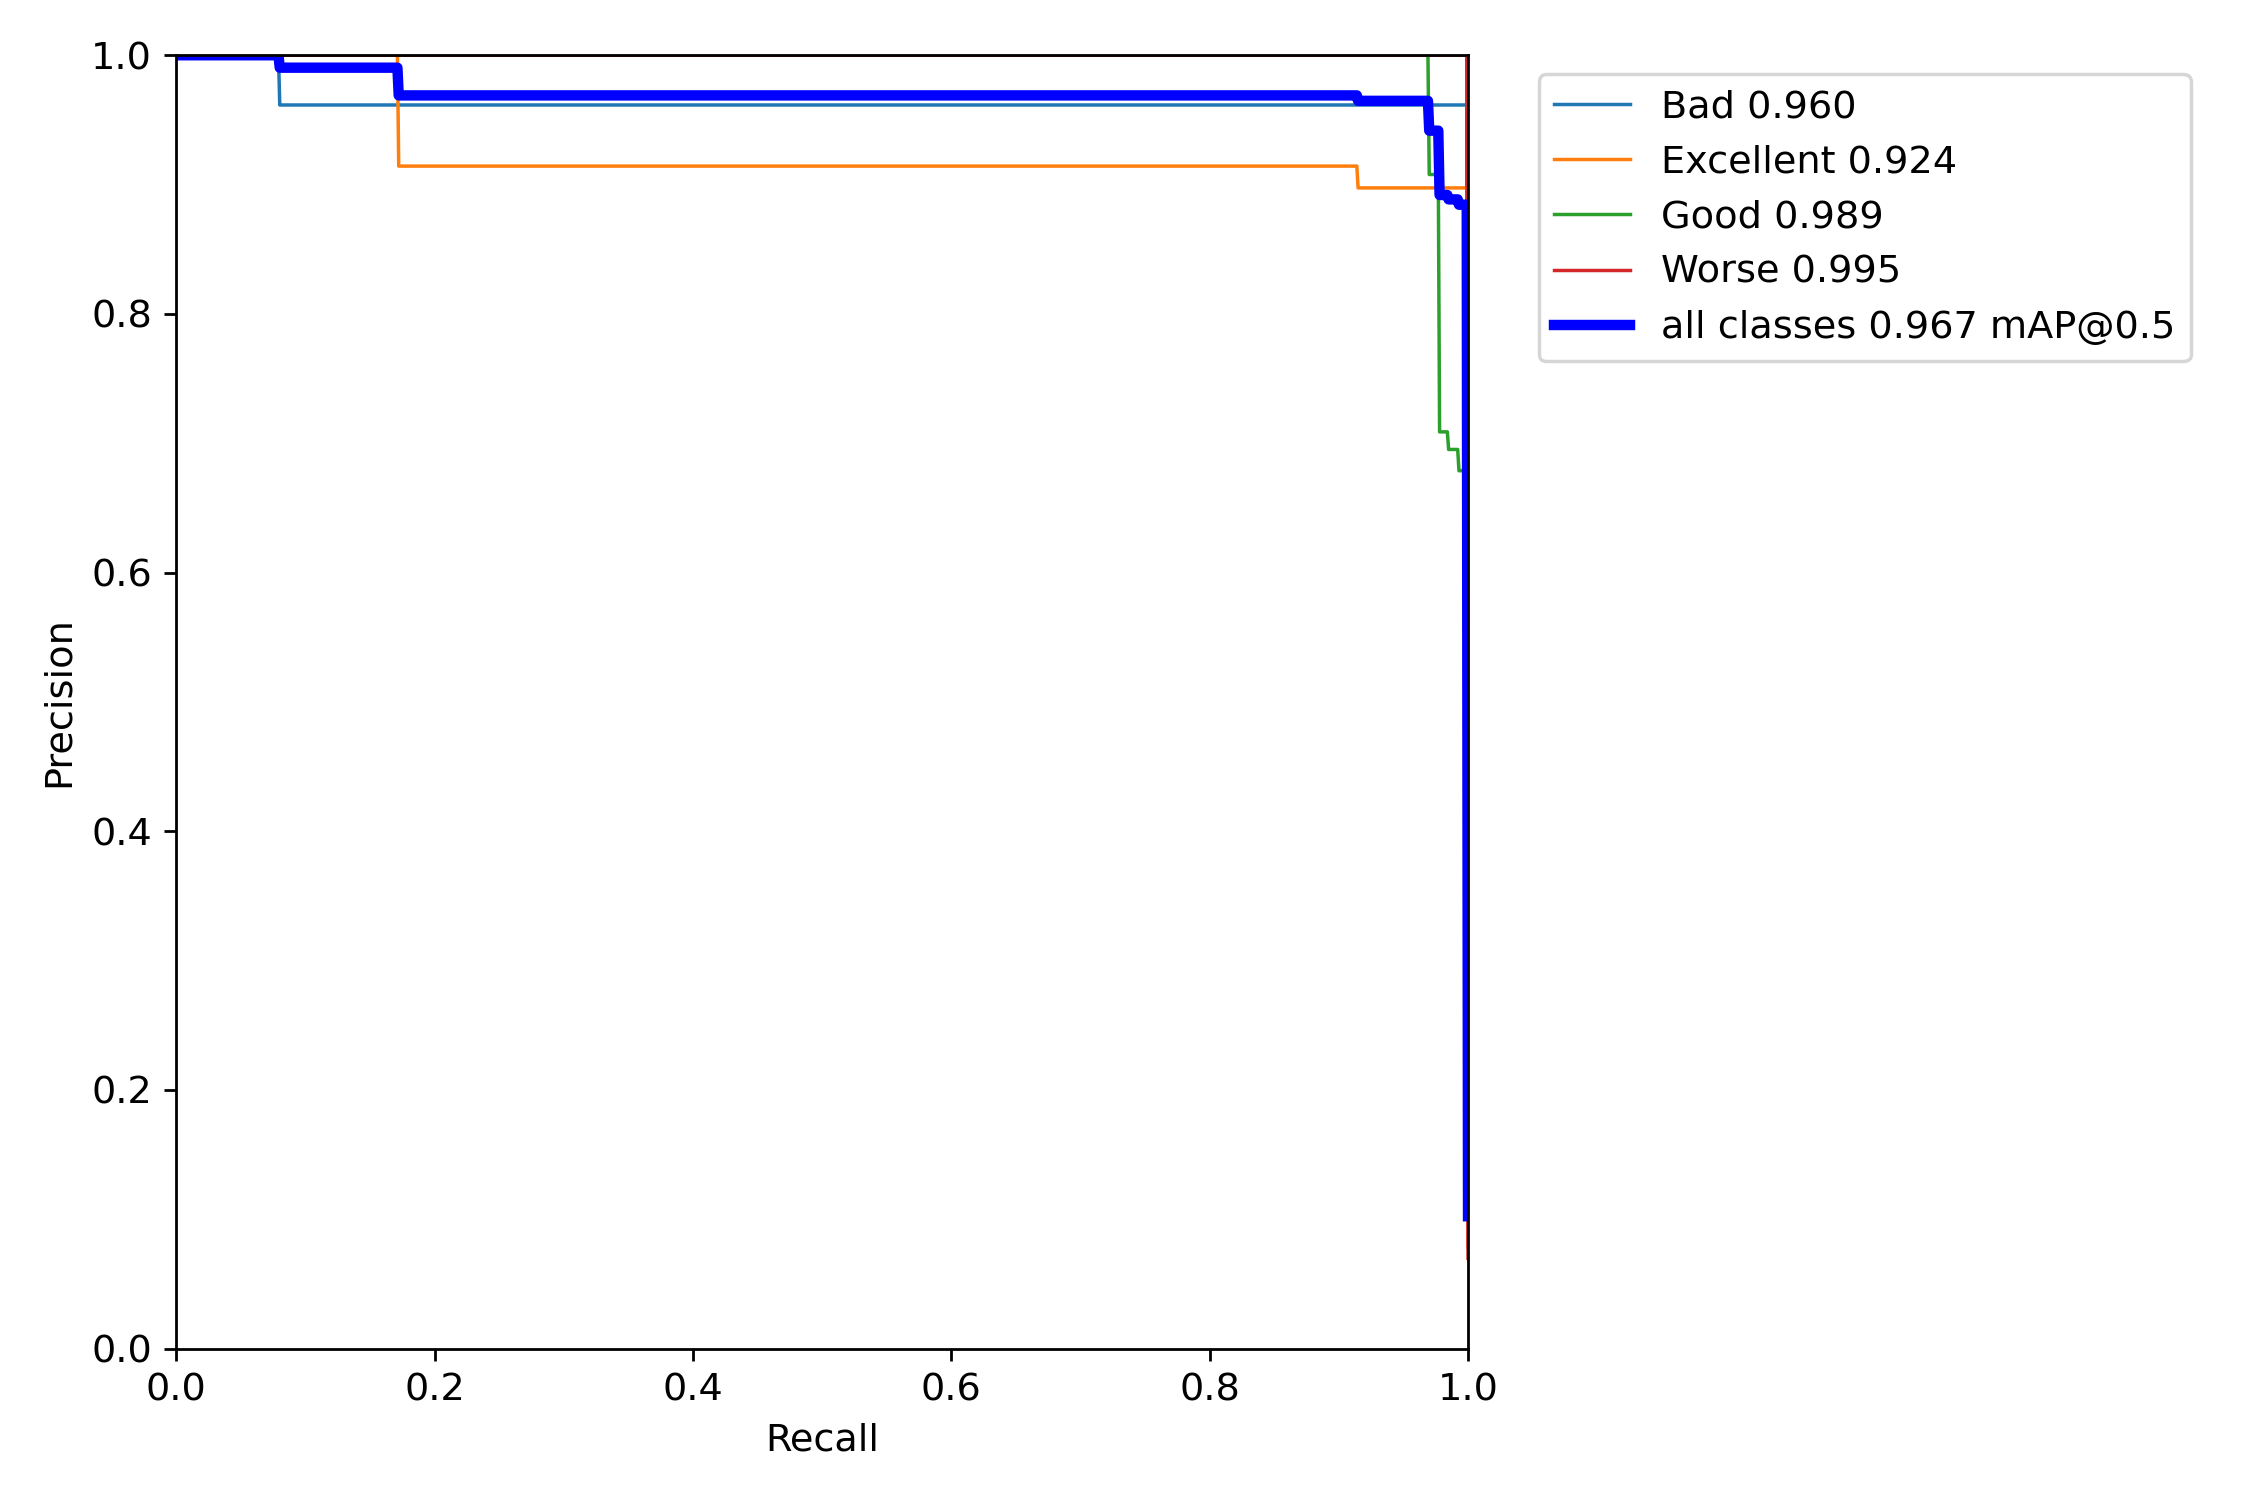 1.0
0.8
0.6
0.4
0.2
0.0
Precision
0.0 0.2 0.4 0.6 0.8 1.0
Recall
Bad 0.960
Excellent 0.924
Good 0.989
Worse 0.995
all classes 0.967 mAP@0.5